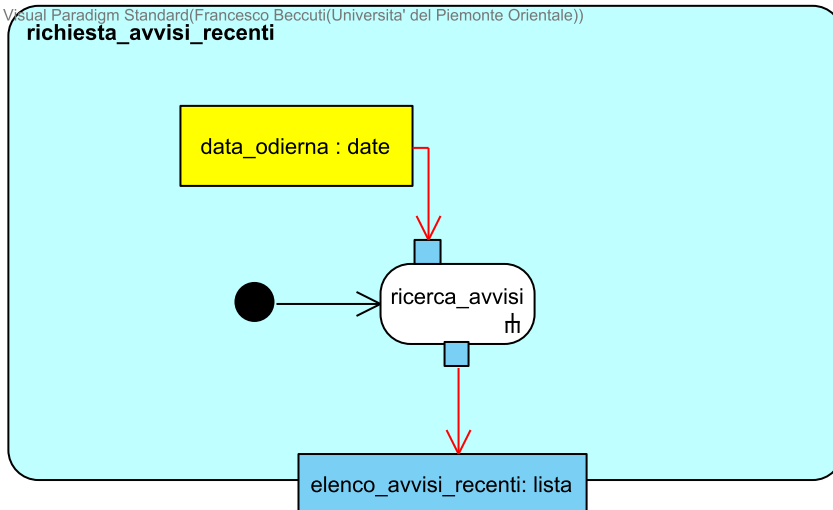 Visual Paradigm Standard(Francesco Beccuti(Universita' del Piemonte Orientale))
richiesta_avvisi_recenti
data_odierna : date
ricerca_avvisi
elenco_avvisi_recenti: lista